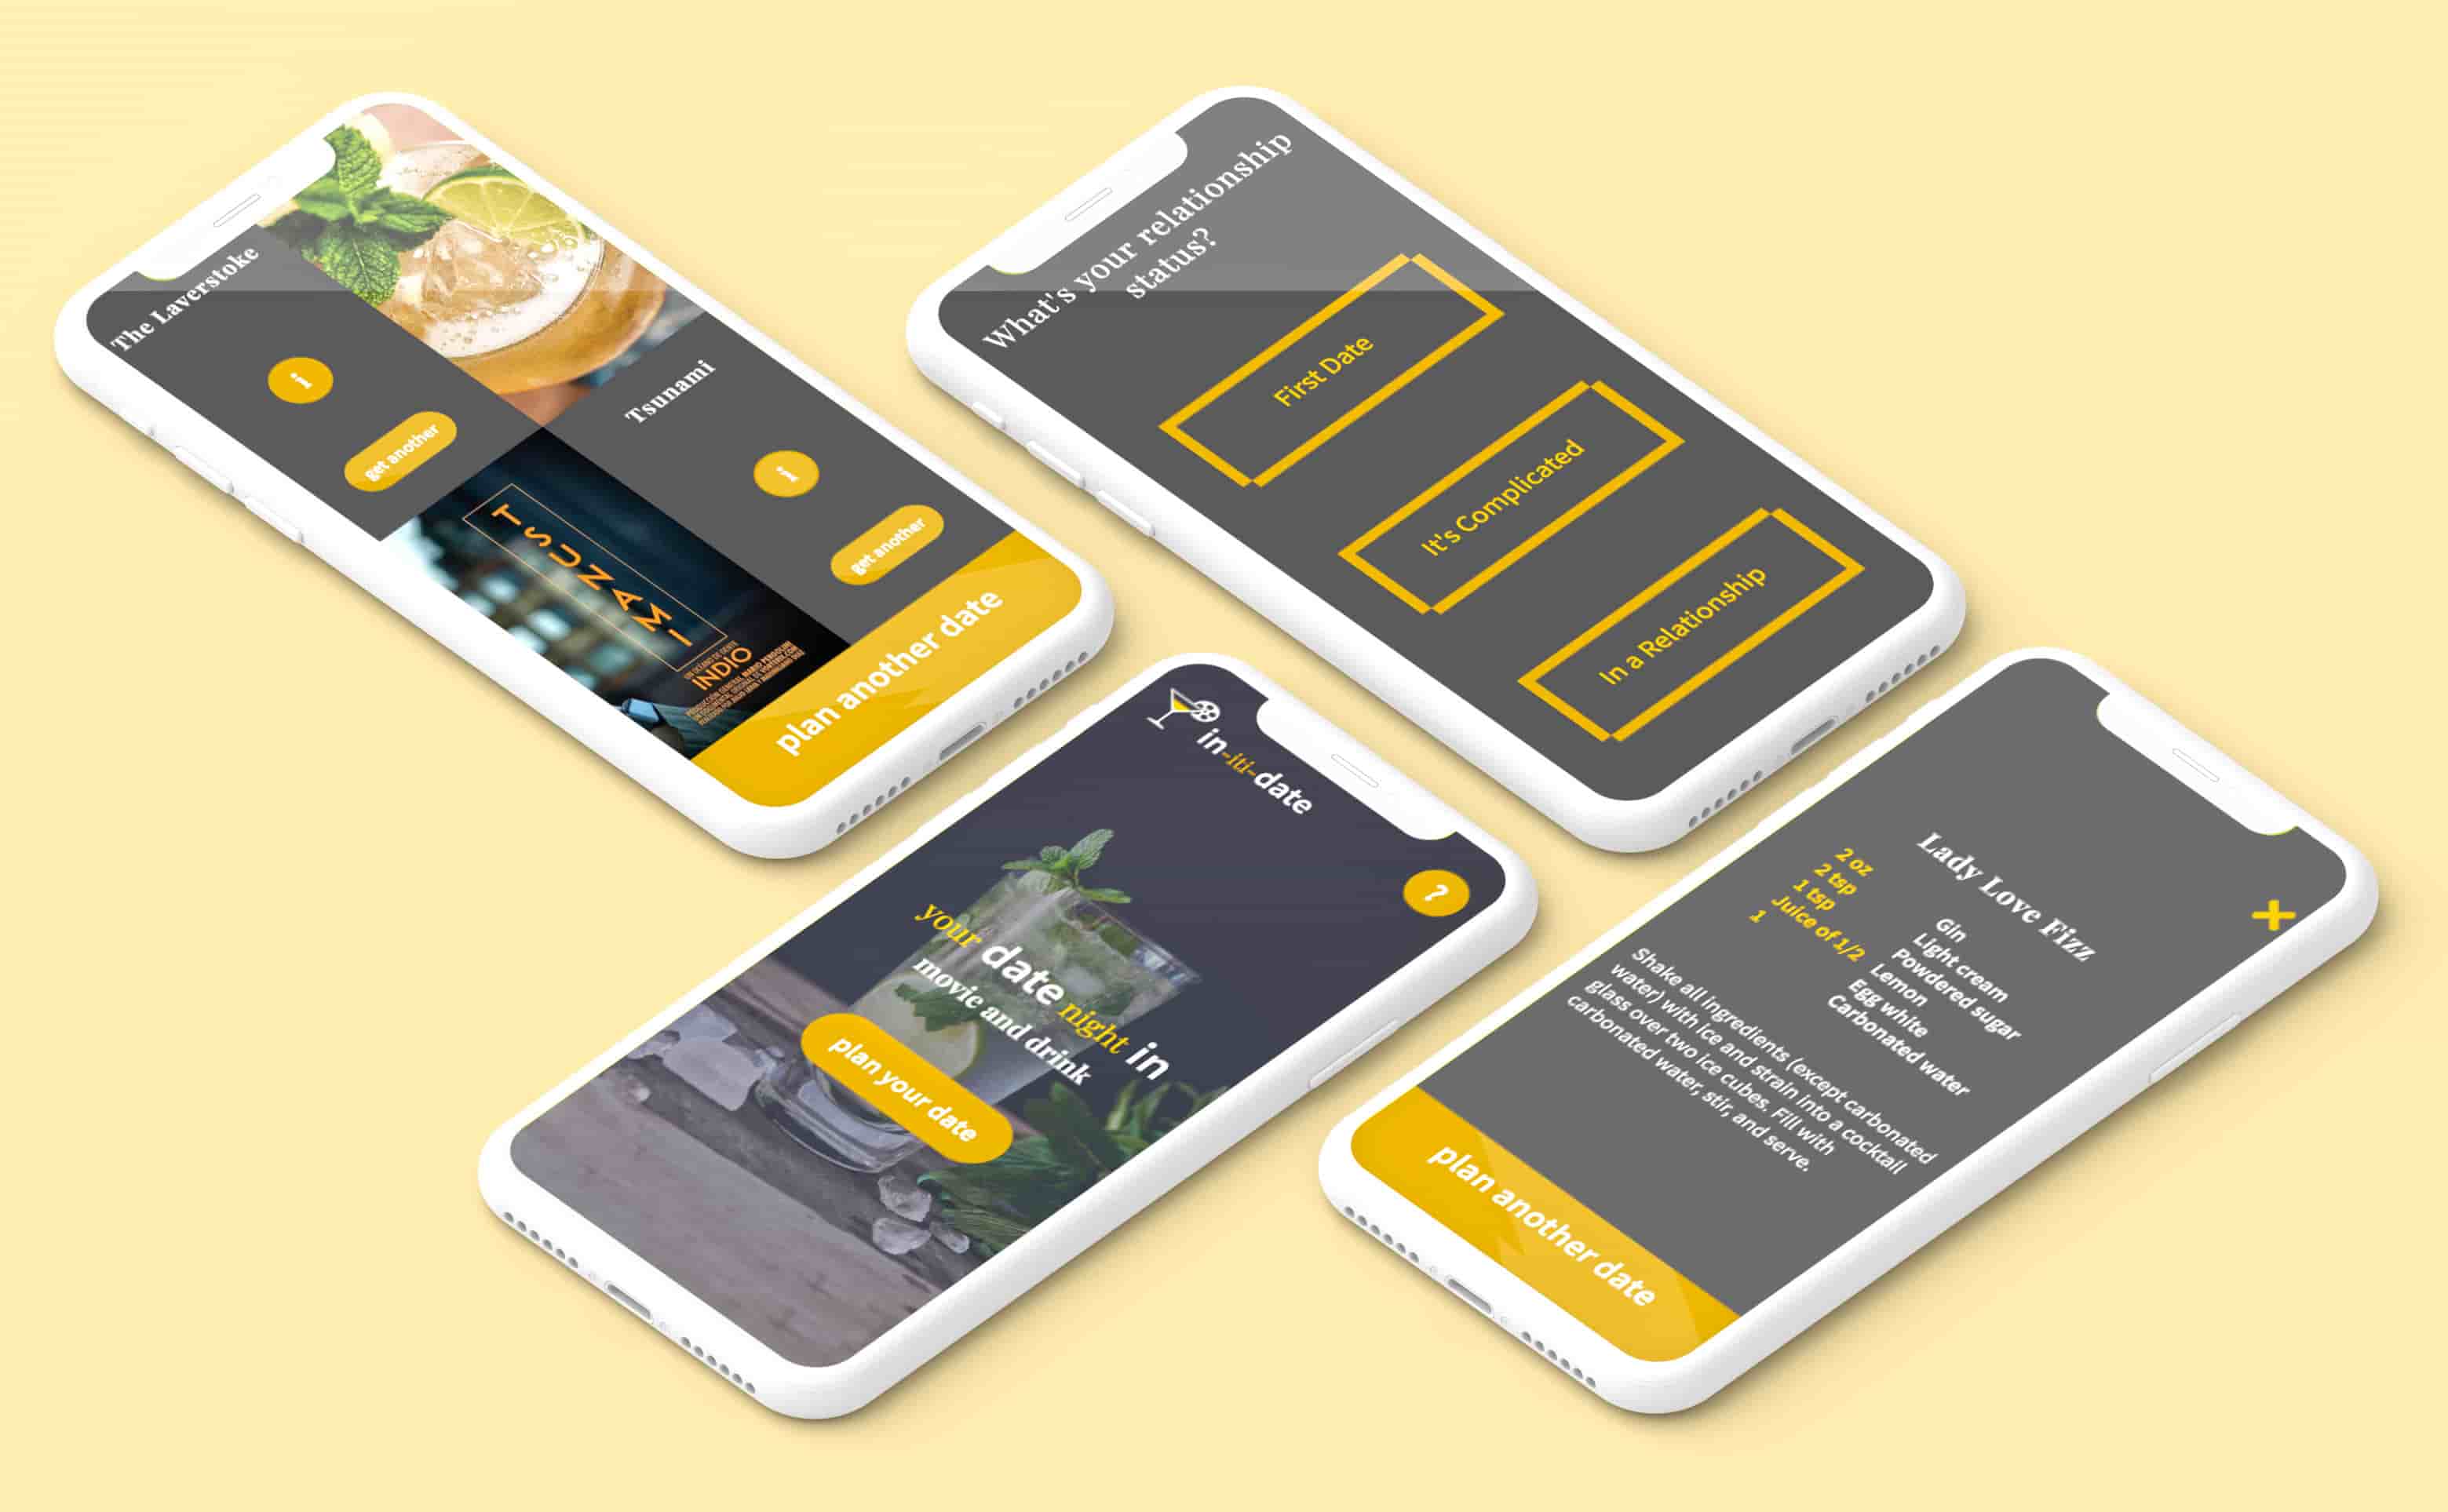 The Laverstoke
i
get another
Tsunami
i
get another
TSUNAMI
UN OCÉANO DE GENTE
INDIO
plan another date
What's your relationship
status?
First Date
It's Complicated
In a Relationship
in-iti-date
?
your date night in
movie and drink
plan your date
Lady Love Fizz
2 oz Gin
2 tsp Light cream
1 tsp Powdered sugar
Juice of 1/2 Lemon
1 Egg white
Carbonated water
Shake all ingredients (except carbonated
water) with ice and strain into a cocktail
glass over two ice cubes. Fill with
carbonated water, stir, and serve.
plan another date